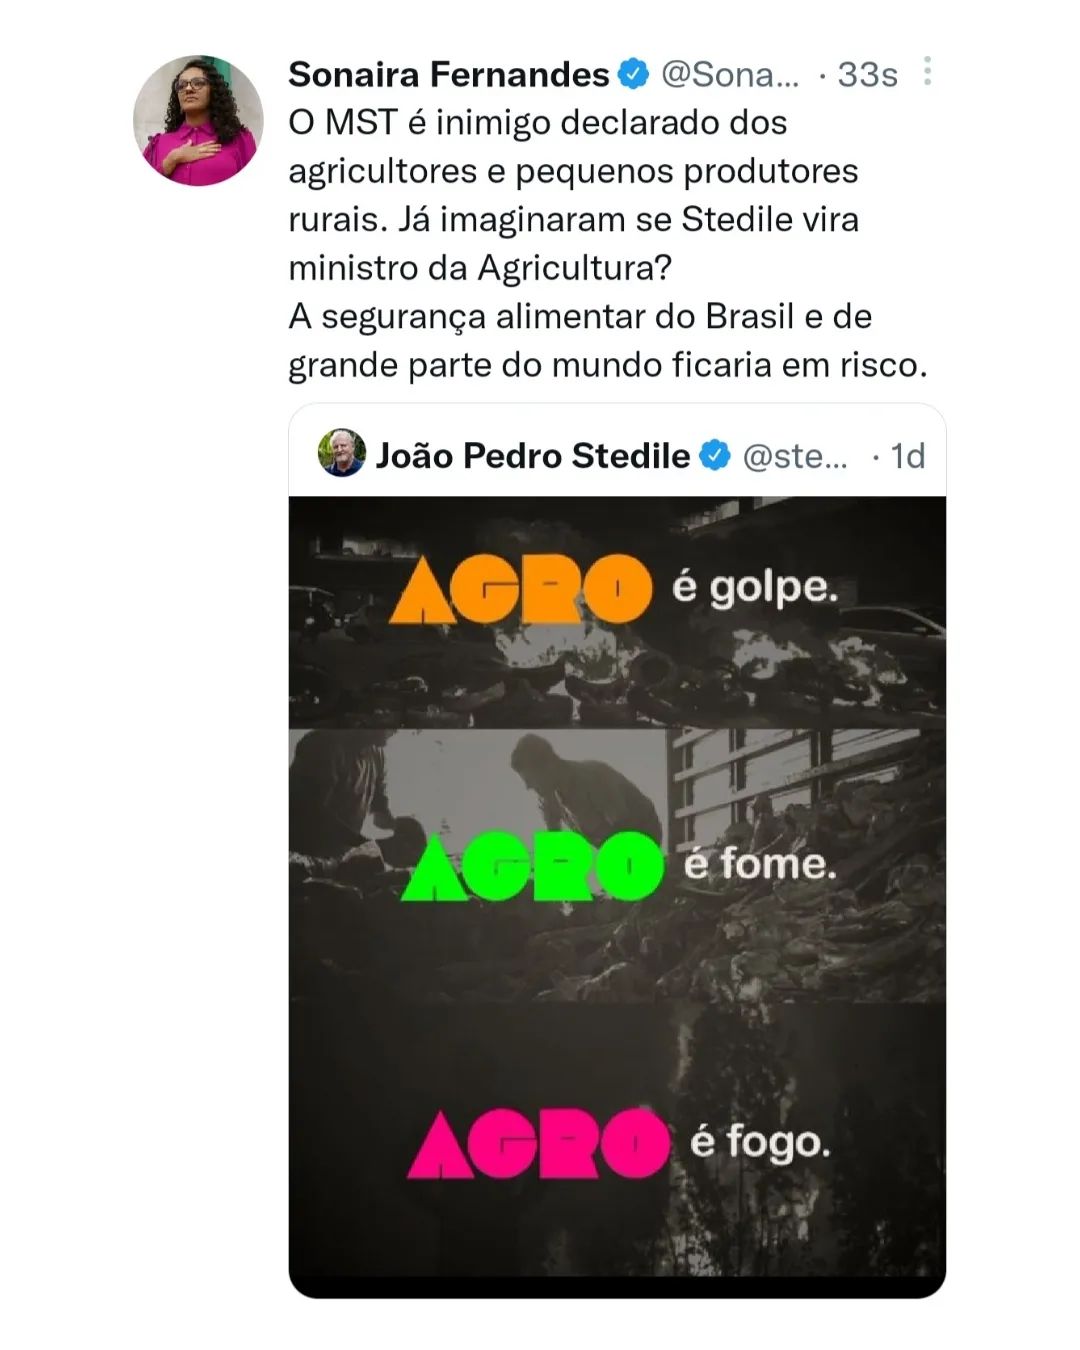 Sonaira Fernandes @Sona... · 33s
O MST é inimigo declarado dos
agricultores e pequenos produtores
rurais. Já imaginaram se Stedile vira
ministro da Agricultura?
A segurança alimentar do Brasil e de
grande parte do mundo ficaria em risco.
João Pedro Stedile @ste... · 1d
AGRO é golpe.
AGRO é fome.
AGRO é fogo.